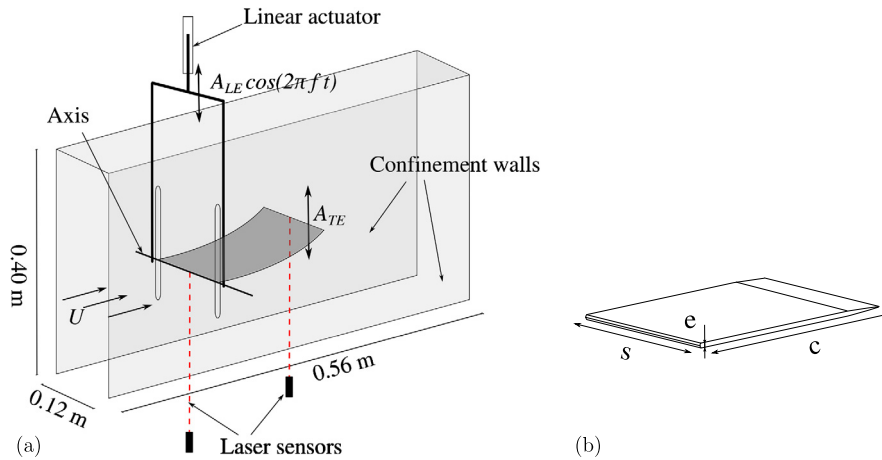 Linear actuator
A_LE cos(2π f t)
Axis
Confinement walls
A_TE
0.40 m
U
0.56 m
0.12 m
Laser sensors
(a)
e
s
c
(b)